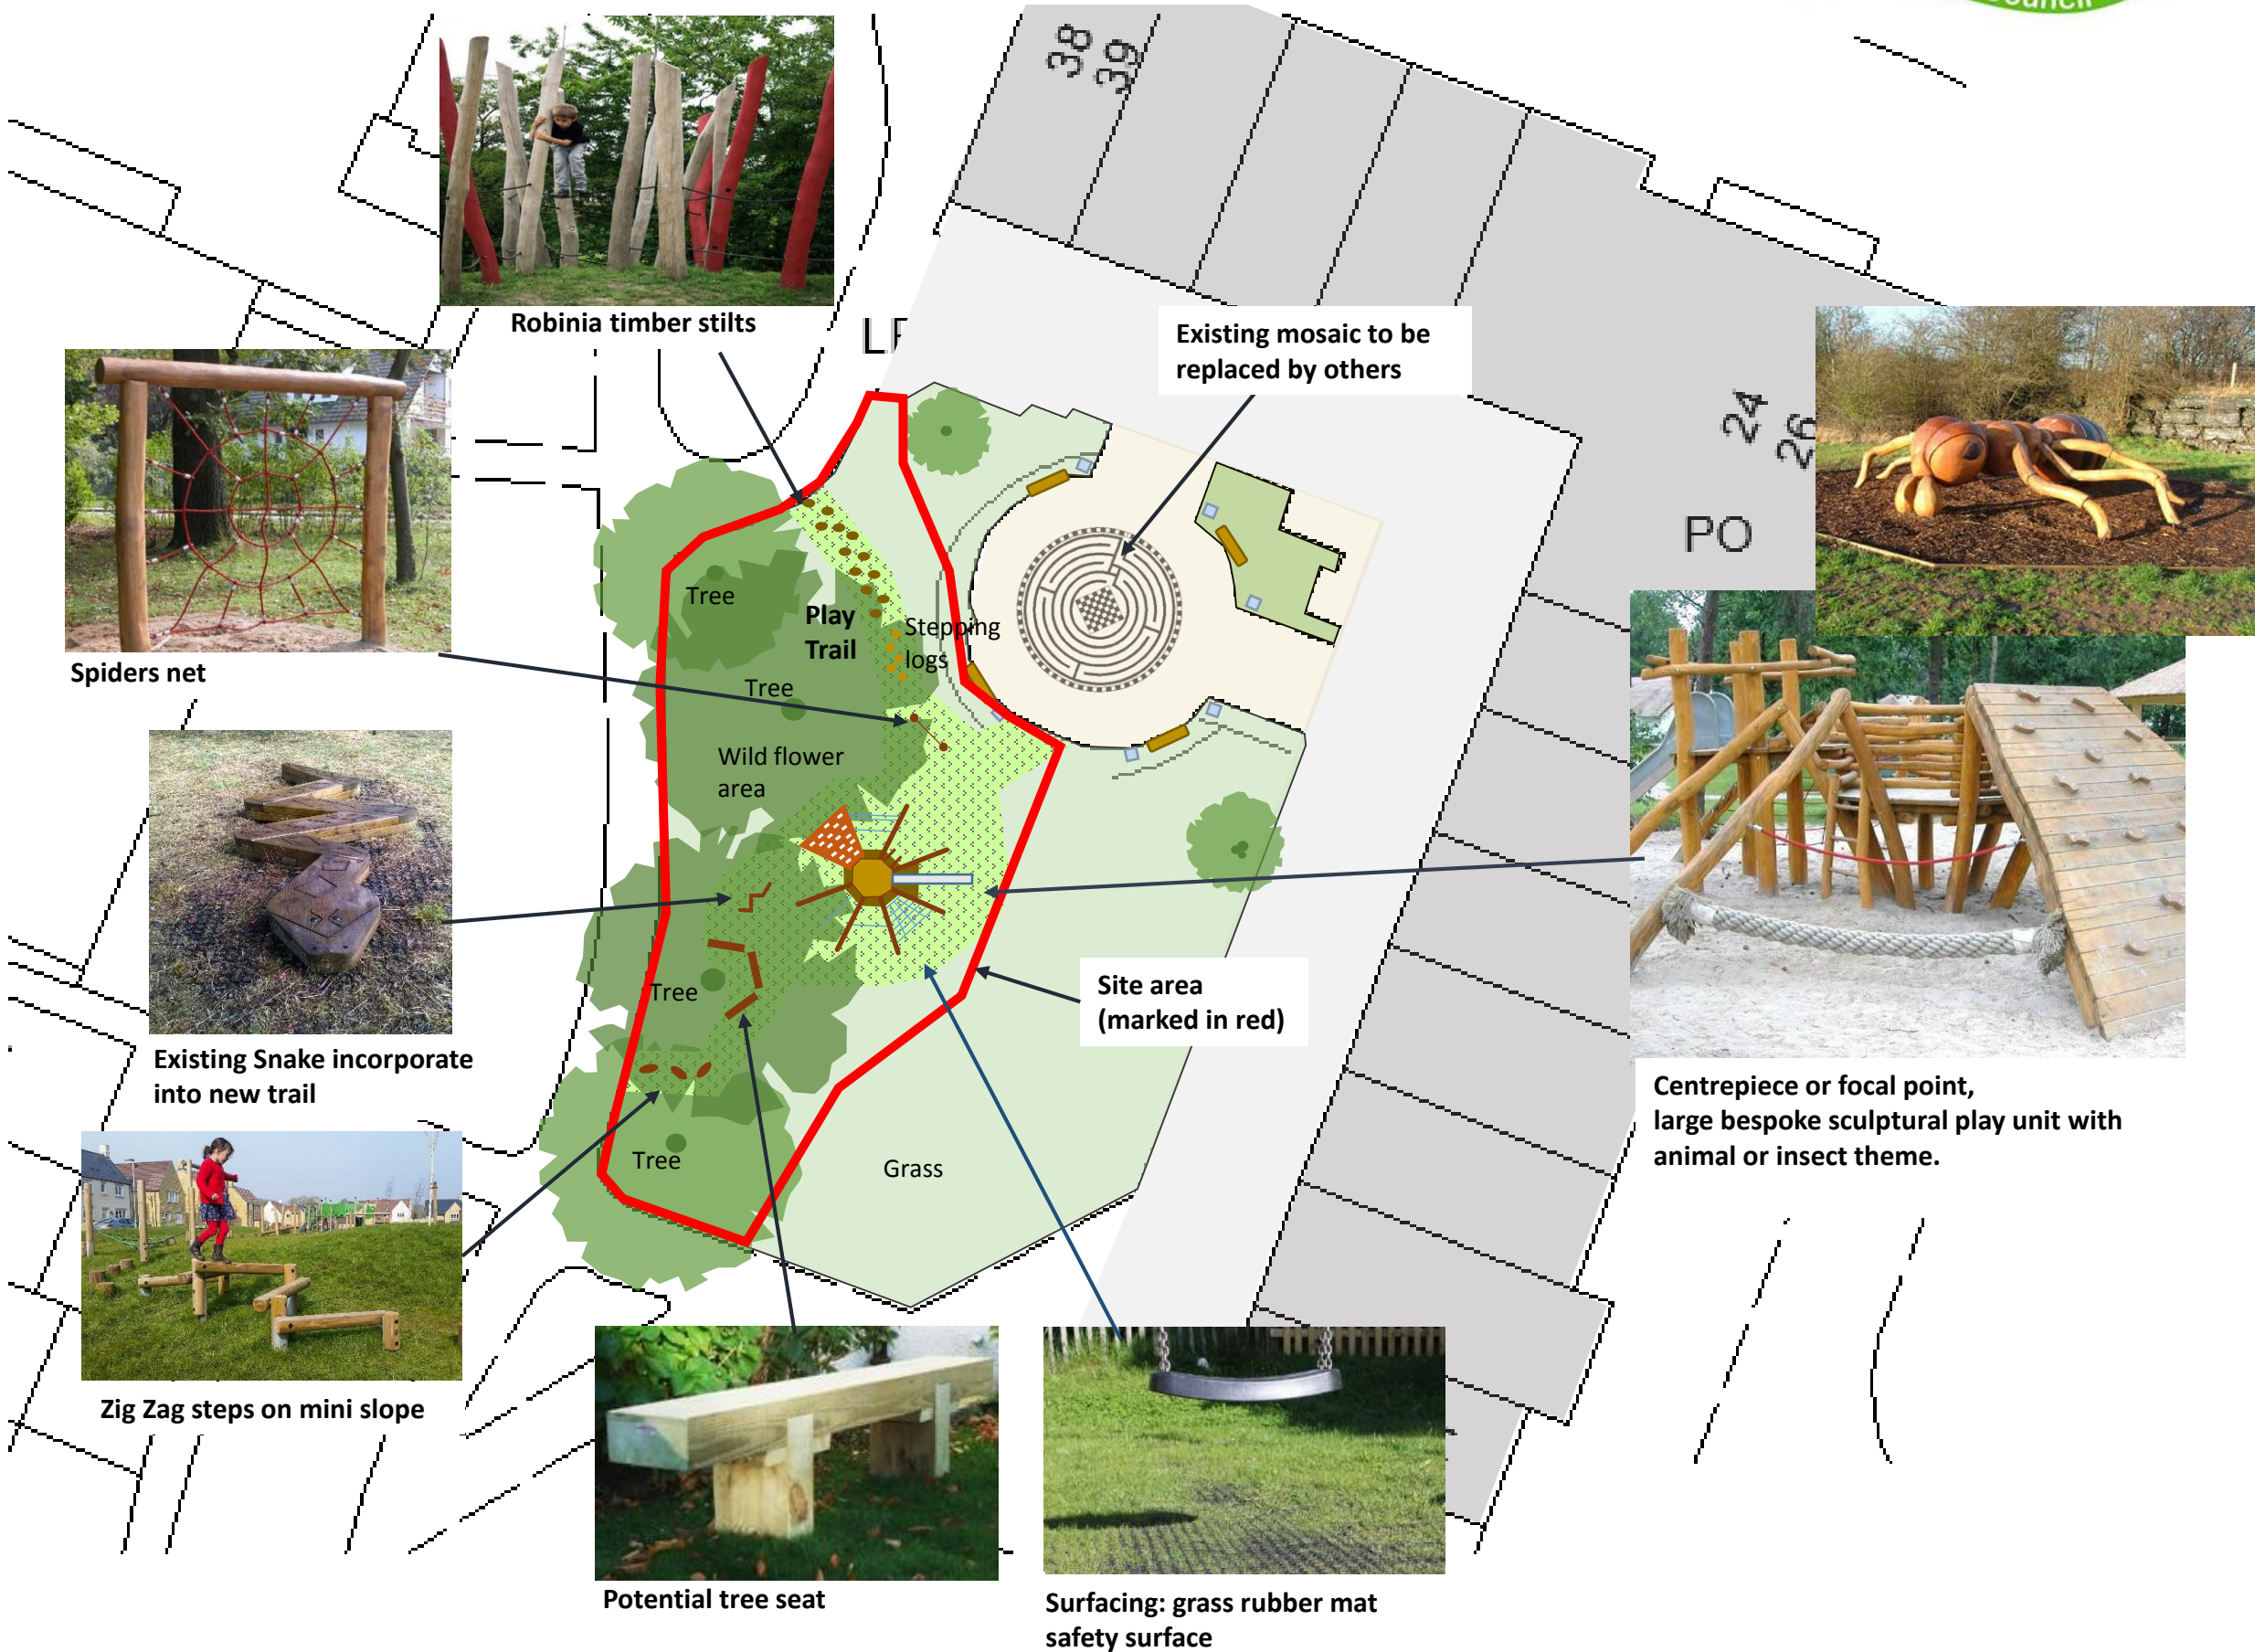 38
39
Robinia timber stilts
Existing mosaic to be
replaced by others
24
26
PO
Spiders net
Tree
Play
Trail
Stepping
logs
Tree
Wild flower
area
Tree
Site area
(marked in red)
Existing Snake incorporate
into new trail
Centrepiece or focal point,
large bespoke sculptural play unit with
animal or insect theme.
Tree
Grass
Zig Zag steps on mini slope
Potential tree seat
Surfacing: grass rubber mat
safety surface